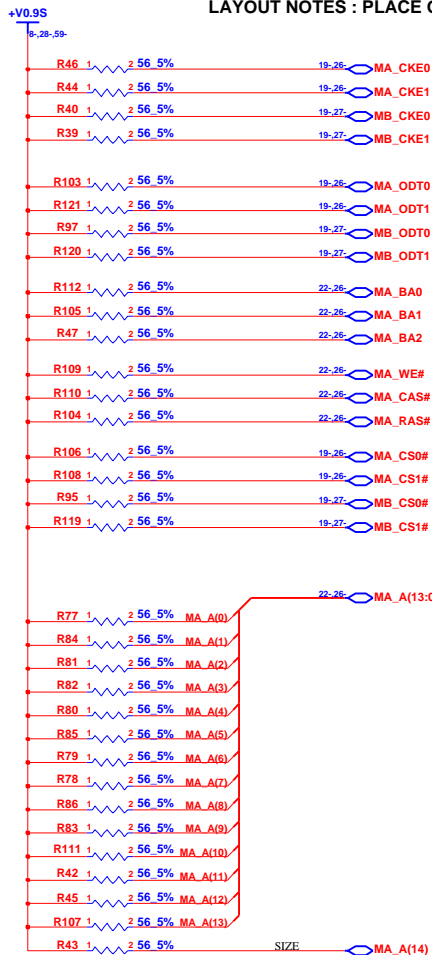 LAYOUT NOTES : PLACE
+V0.9S
8-,28-,59-
R46 1 2 56_5% 19-,26- MA_CKE0
R44 1 2 56_5% 19-,26- MA_CKE1
R40 1 2 56_5% 19-,27- MB_CKE0
R39 1 2 56_5% 19-,27- MB_CKE1
R103 1 2 56_5% 19-,26- MA_ODT0
R121 1 2 56_5% 19-,26- MA_ODT1
R97 1 2 56_5% 19-,27- MB_ODT0
R120 1 2 56_5% 19-,27- MB_ODT1
R112 1 2 56_5% 22-,26- MA_BA0
R105 1 2 56_5% 22-,26- MA_BA1
R47 1 2 56_5% 22-,26- MA_BA2
R109 1 2 56_5% 22-,26- MA_WE#
R110 1 2 56_5% 22-,26- MA_CAS#
R104 1 2 56_5% 22-,26- MA_RAS#
R106 1 2 56_5% 19-,26- MA_CS0#
R108 1 2 56_5% 19-,26- MA_CS1#
R95 1 2 56_5% 19-,27- MB_CS0#
R119 1 2 56_5% 19-,27- MB_CS1#
22-,26- MA_A(13:0
R77 1 2 56_5% MA_A(0)
R84 1 2 56_5% MA_A(1)
R81 1 2 56_5% MA_A(2)
R82 1 2 56_5% MA_A(3)
R80 1 2 56_5% MA_A(4)
R85 1 2 56_5% MA_A(5)
R79 1 2 56_5% MA_A(6)
R78 1 2 56_5% MA_A(7)
R86 1 2 56_5% MA_A(8)
R83 1 2 56_5% MA_A(9)
R111 1 2 56_5% MA_A(10)
R42 1 2 56_5% MA_A(11)
R45 1 2 56_5% MA_A(12)
R107 1 2 56_5% MA_A(13)
R43 1 2 56_5% SIZE MA_A(14)